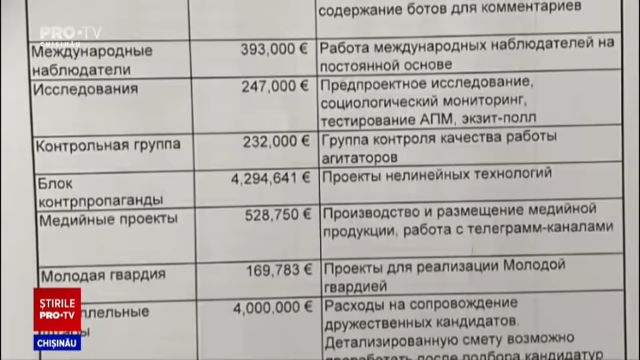 содержание ботов для комментариев
PRO·TV
CHIȘINĂU
Международные 393,000 € Работа международных наблюдателей на
наблюдатели постоянной основе
Исследования 247,000 € Предпроектное исследование,
социологический мониторинг,
тестирование АПМ, экзит-полл
Контрольная группа 232,000 € Группа контроля качества работы
агитаторов
Блок 4,294,641 € Проекты нелинейных технологий
контрпропаганды
Медийные проекты 528,750 € Производство и размещение медийной
продукции, работа с телеграмм-каналами
Молодая гвардия 169,783 € Проекты для реализации Молодой
гвардией
4,000,000 € Расходы на сопровождение
дружественных кандидатов.
Детализированную смету возможно
после подбора кандидатур
ȘTIRILE
PRO·TV
CHIȘINĂU